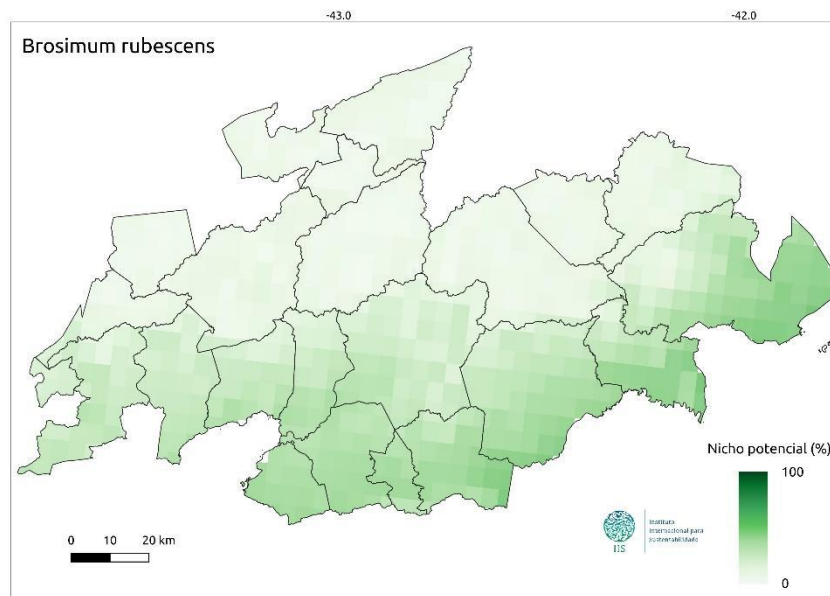 -43.0
-42.0
Brosimum rubescens
Nicho potencial (%)
100
0
0 10 20 km
IIS
Instituto
Internacional para
Sustentabilidade